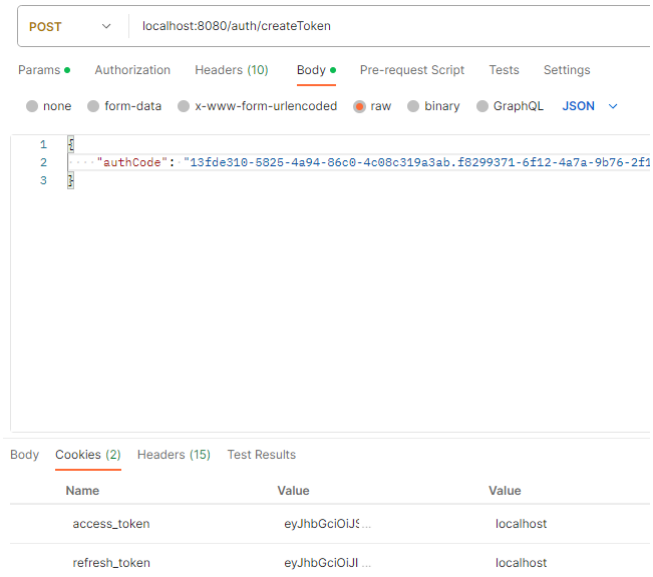 POST localhost:8080/auth/createToken
Params Authorization Headers (10) Body Pre-request Script Tests Settings
none form-data x-www-form-urlencoded raw binary GraphQL JSON
1 {
2 "authCode": "13fde310-5825-4a94-86c0-4c08c319a3ab.f8299371-6f12-4a7a-9b76-2f1
3 }
Body Cookies (2) Headers (15) Test Results
Name Value Value
access_token eyJhbGciOiJS... localhost
refresh_token eyJhbGciOiJI... localhost